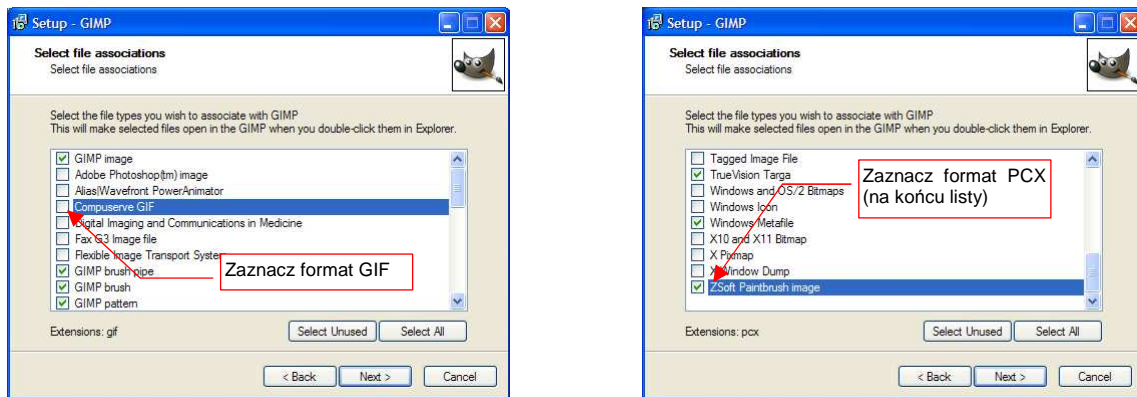 Setup - GIMP
Select file associations
Select file associations
Select the file types you wish to associate with GIMP
This will make selected files open in the GIMP when you double-click them in Explorer.
GIMP image
Adobe Photoshop(tm) image
Alias|Wavefront PowerAnimator
Compuserve GIF
Digital Imaging and Communications in Medicine
Fax G3 Image file
Flexible Image Transport System
GIMP brush pipe
GIMP brush
GIMP pattern
Zaznacz format GIF
Extensions: gif
Select Unused
Select All
< Back
Next >
Cancel
Setup - GIMP
Select file associations
Select file associations
Select the file types you wish to associate with GIMP
This will make selected files open in the GIMP when you double-click them in Explorer.
Tagged Image File
TrueVision Targa
Windows and OS/2 Bitmaps
Windows Icon
Windows Metafile
X10 and X11 Bitmap
X Pixmap
X Window Dump
ZSoft Paintbrush image
Zaznacz format PCX
(na końcu listy)
Extensions: pcx
Select Unused
Select All
< Back
Next >
Cancel